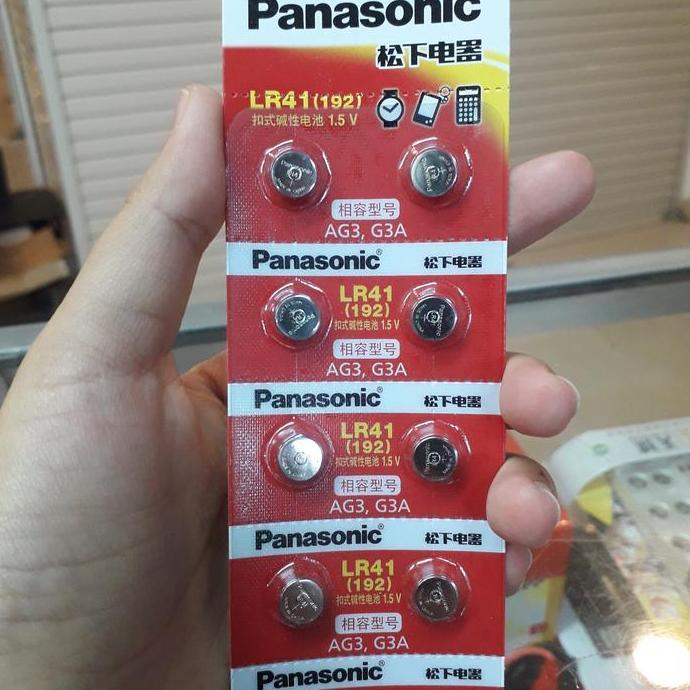 Panasonic
松下电器
LR41(192)
扣式碱性电池 1.5 V
Panasonic
Panasonic
相容型号
AG3, G3A
Panasonic® 松下电器
LR41
(192)
扣式碱性电池 1.5 V
相容型号
AG3, G3A
Panasonic® 松下电器
LR41
(192)
扣式碱性电池 1.5 V
相容型号
AG3, G3A
Panasonic® 松下电器
LR41
(192)
扣式碱性电池 1.5 V
相容型号
AG3, G3A
Panasonic® 松下电器